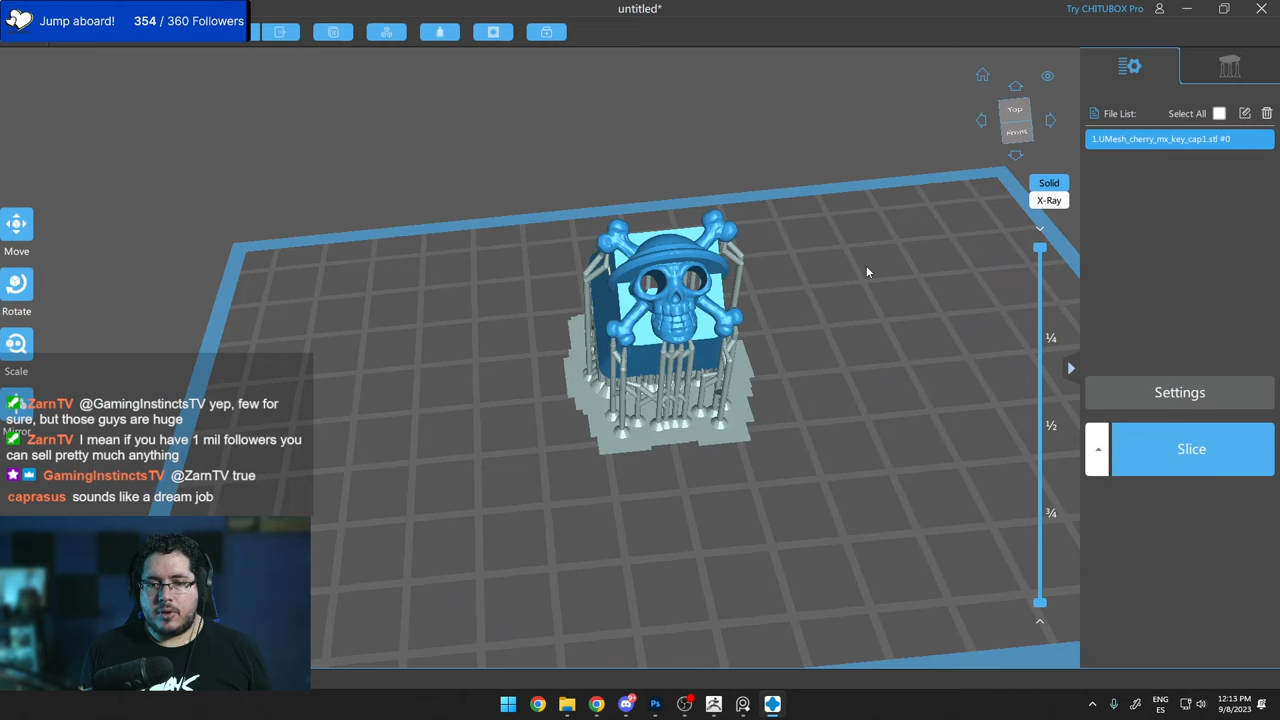 Jump aboard! 354 / 360 Followers
untitled*
Try CHITUBOX Pro
Top
Front
File List:
Select All
1.UMesh_cherry_mx_key_cap1.stl #0
Solid
X-Ray
Move
Rotate
Scale
¼
½
¾
Settings
Slice
ZarnTV @GamingInstinctsTV yep, few for
sure, but those guys are huge
ZarnTV I mean if you have 1 mil followers you
can sell pretty much anything
GamingInstinctsTV @ZarnTV true
caprasus sounds like a dream job
Ps
ENG
ES
12:13 PM
9/8/2023